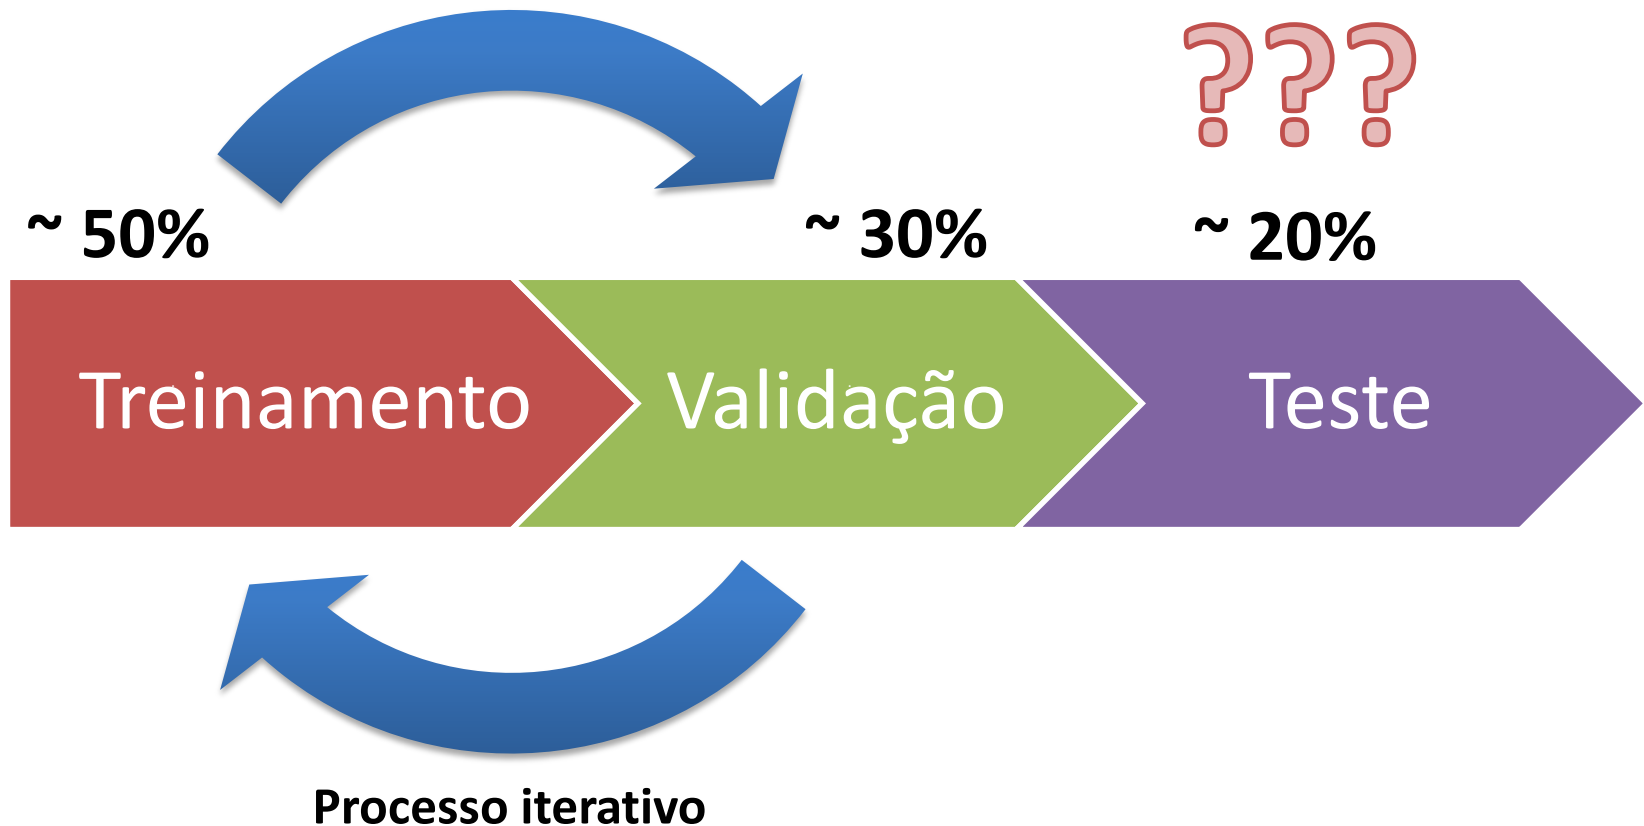 ???
~ 50%
~ 30%
~ 20%
Treinamento
Validação
Teste
Processo iterativo